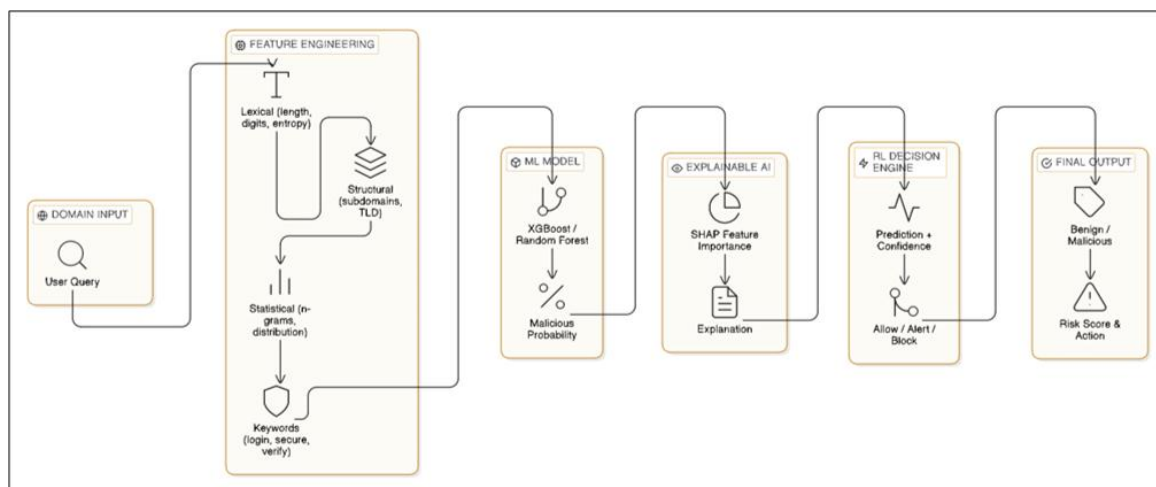 DOMAIN INPUT
User Query
FEATURE ENGINEERING
Lexical (length,
digits, entropy)
Structural
(subdomains,
TLD)
Statistical (n-
grams,
distribution)
Keywords
(login, secure,
verify)
ML MODEL
XGBoost /
Random Forest
Malicious
Probability
EXPLAINABLE AI
SHAP Feature
Importance
Explanation
RL DECISION
ENGINE
Prediction +
Confidence
Allow / Alert /
Block
FINAL OUTPUT
Benign /
Malicious
Risk Score &
Action